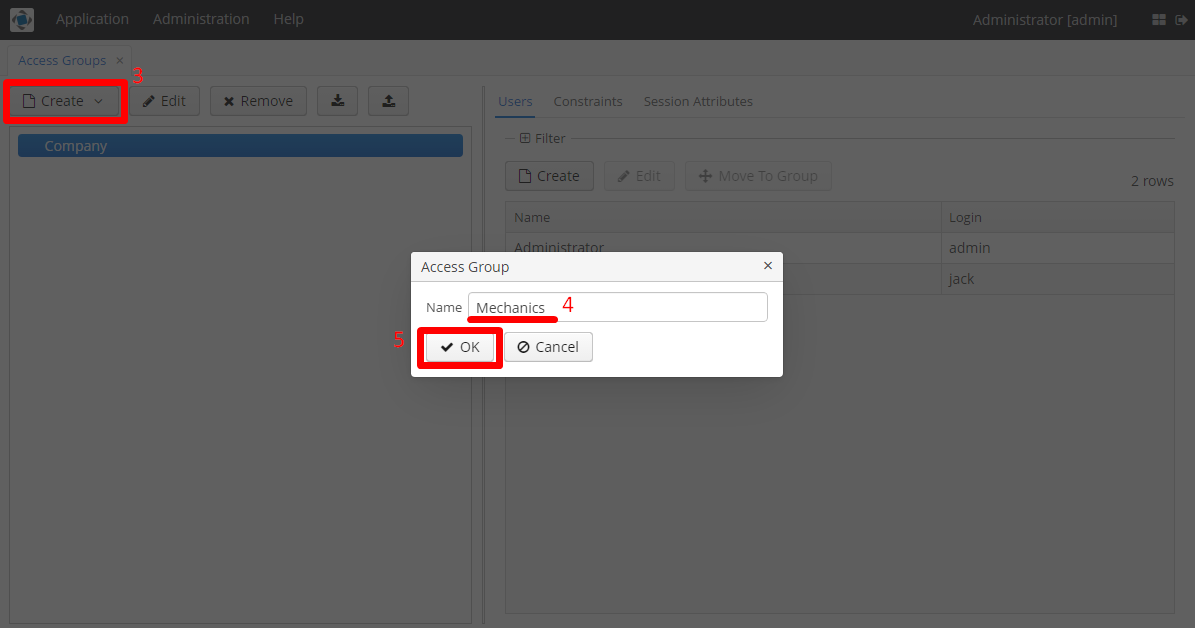 Application Administration Help Administrator [admin]
Access Groups ×
3
Create Edit Remove
Users Constraints Session Attributes
Company
Filter
Create Edit Move To Group
2 rows
Name Login
Administrator admin
jack
Access Group ×
Name Mechanics 4
5 OK Cancel